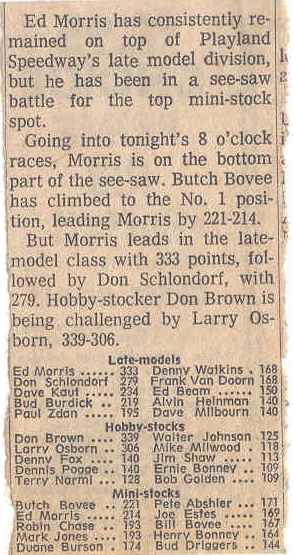 Ed Morris has consistently re-
mained on top of Playland
Speedway's late model division,
but he has been in a see-saw
battle for the top mini-stock
spot.
Going into tonight's 8 o'clock
races, Morris is on the bottom
part of the see-saw. Butch Bovee
has climbed to the No. 1 posi-
tion, leading Morris by 221-214.
But Morris leads in the late-
model class with 333 points, fol-
lowed by Don Schlondorf, with
279. Hobby-stocker Don Brown is
being challenged by Larry Os-
born, 339-306.
Late-models
Ed Morris ..... 333 Denny Watkins . 168
Don Schlondorf 279 Frank Van Doorn 168
Dave Kaut ..... 234 Ed Beam ...... 150
Bud Burdick .. 219 Alvin Heinman 140
Paul Zdan ..... 195 Dave Milbourn 140
Hobby-stocks
Don Brown .... 339 Walter Johnson 125
Larry Osborn .. 306 Mike Milwood . 118
Denny Fox .... 140 Jim Shaw ..... 113
Dennis Pogge .. 140 Ernie Bonney . 109
Terry Narmi .. 128 Bob Golden .... 109
Mini-stocks
Butch Bovee .. 221 Pete Abshier ... 171
Ed Morris .... 214 Joe Estes ..... 169
Robin Chase .. 193 Bill Bovee .... 167
Mark Jones ... 193 Henry Bonney .. 164
Duane Burson . 174 Bud Driggers .. 144